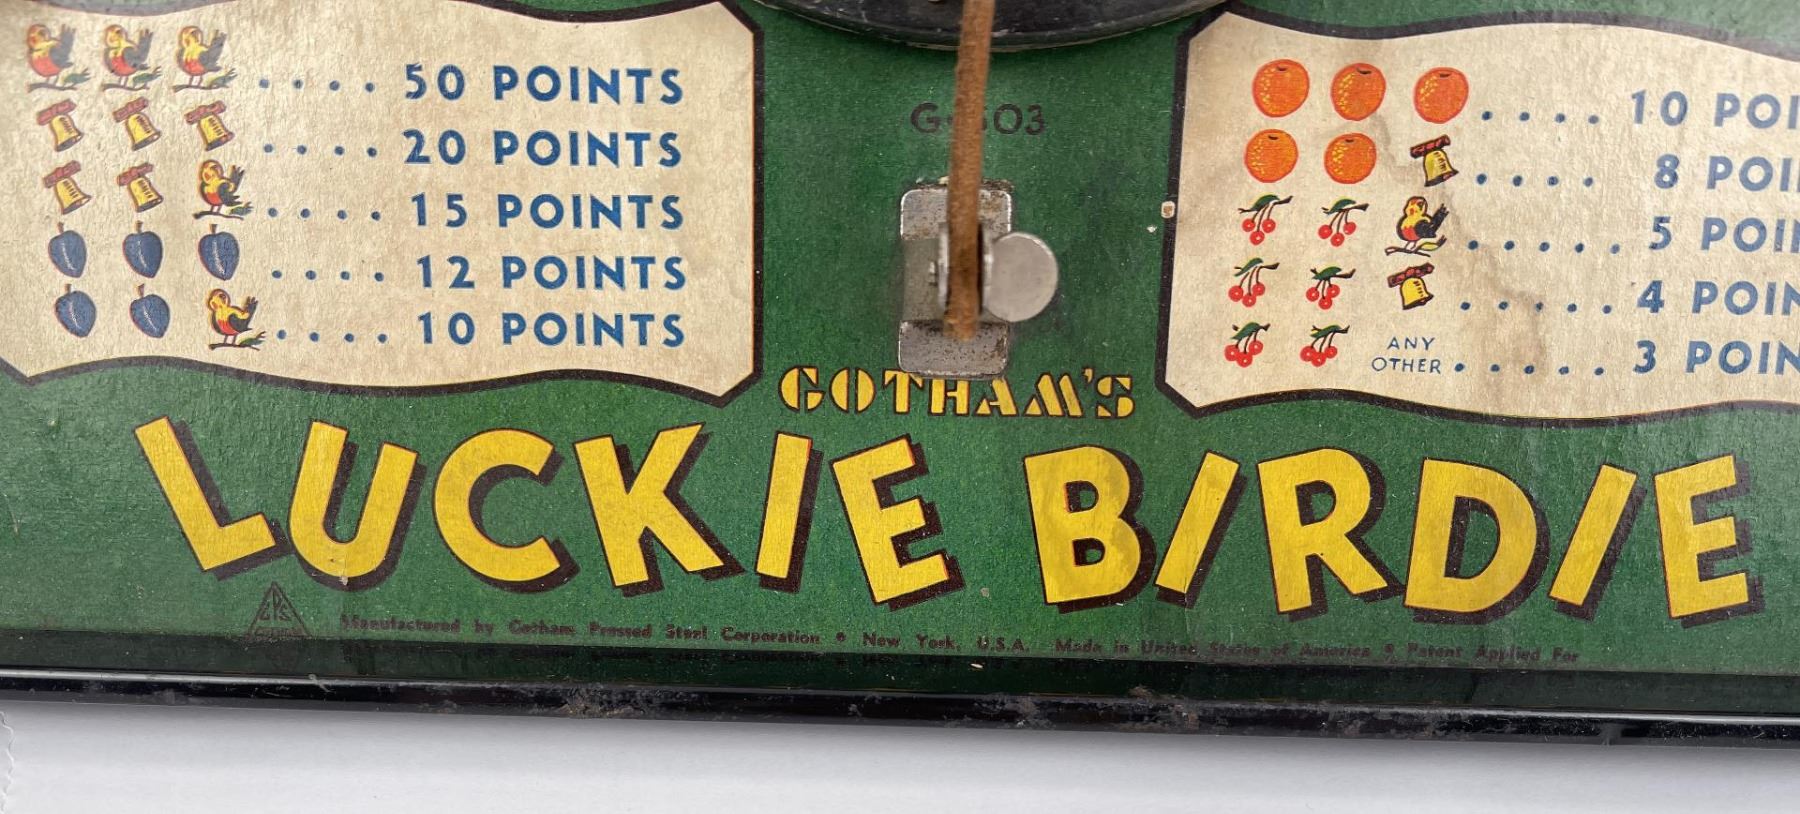 50 POINTS
20 POINTS
15 POINTS
12 POINTS
10 POINTS
10 POI
8 POI
5 POI
4 POIN
ANY OTHER 3 POIN
GOTHAM'S
LUCKIE BIRDIE
GPS
Manufactured by Gotham Pressed Steel Corporation • New York, U.S.A. Made in United States of America • Patent Applied For